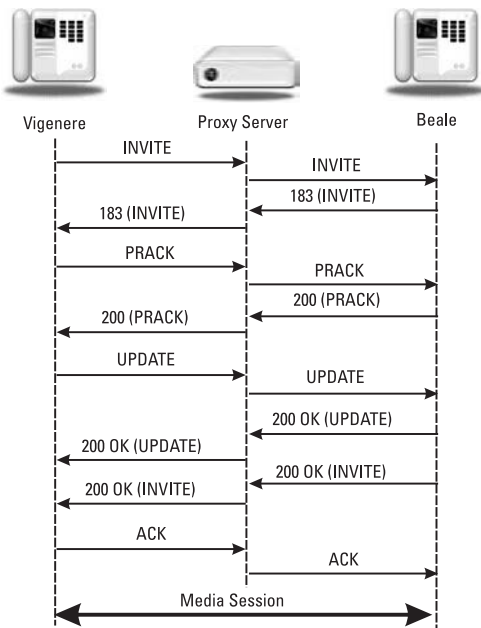 Vigenere Proxy Server Beale
INVITE
INVITE
183 (INVITE)
183 (INVITE)
PRACK
PRACK
200 (PRACK)
200 (PRACK)
UPDATE
UPDATE
200 OK (UPDATE)
200 OK (UPDATE)
200 OK (INVITE)
200 OK (INVITE)
ACK
ACK
Media Session